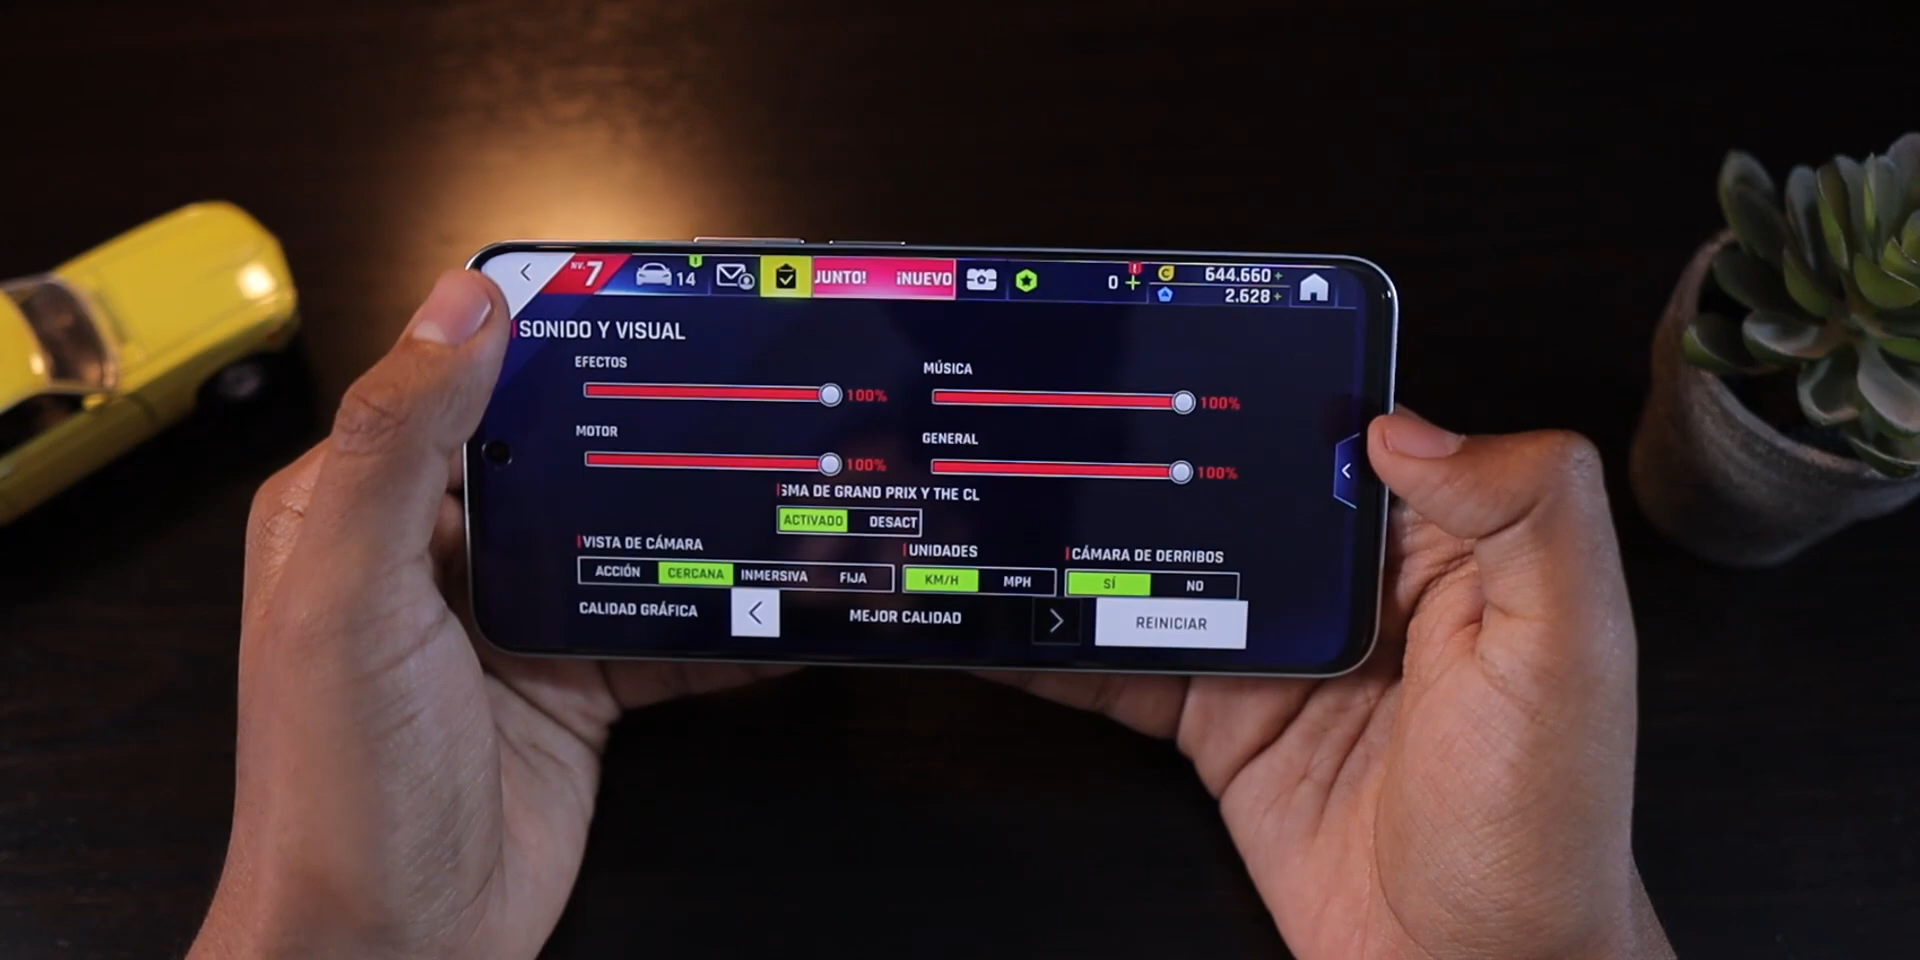 NV. 7
14
JUNTO! ¡NUEVO
0 +
644.660 +
2.628 +
SONIDO Y VISUAL
EFECTOS
100%
MÚSICA
100%
MOTOR
100%
GENERAL
100%
SMA DE GRAND PRIX Y THE CL
ACTIVADO DESACT
VISTA DE CÁMARA
ACCIÓN CERCANA INMERSIVA FIJA
UNIDADES
KM/H MPH
CÁMARA DE DERRIBOS
SÍ NO
CALIDAD GRÁFICA
MEJOR CALIDAD
REINICIAR